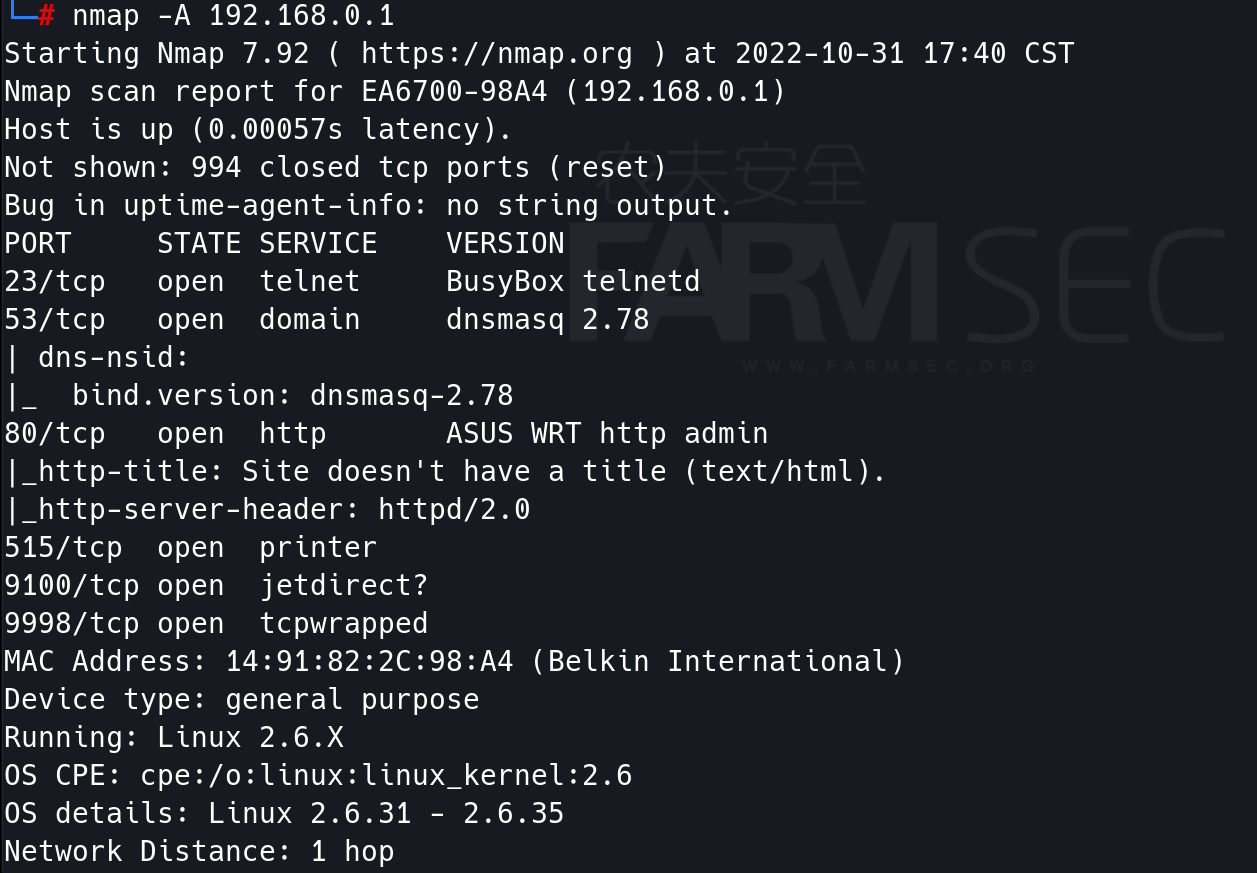 └─# nmap -A 192.168.0.1
Starting Nmap 7.92 ( https://nmap.org ) at 2022-10-31 17:40 CST
Nmap scan report for EA6700-98A4 (192.168.0.1)
Host is up (0.00057s latency).
Not shown: 994 closed tcp ports (reset)
Bug in uptime-agent-info: no string output.
PORT     STATE SERVICE    VERSION
23/tcp   open  telnet     BusyBox telnetd
53/tcp   open  domain     dnsmasq 2.78
| dns-nsid:
|_  bind.version: dnsmasq-2.78
80/tcp   open  http       ASUS WRT http admin
|_http-title: Site doesn't have a title (text/html).
|_http-server-header: httpd/2.0
515/tcp  open  printer
9100/tcp open  jetdirect?
9998/tcp open  tcpwrapped
MAC Address: 14:91:82:2C:98:A4 (Belkin International)
Device type: general purpose
Running: Linux 2.6.X
OS CPE: cpe:/o:linux:linux_kernel:2.6
OS details: Linux 2.6.31 - 2.6.35
Network Distance: 1 hop
农夫安全
FARMSEC
WWW.FARMSEC.ORG